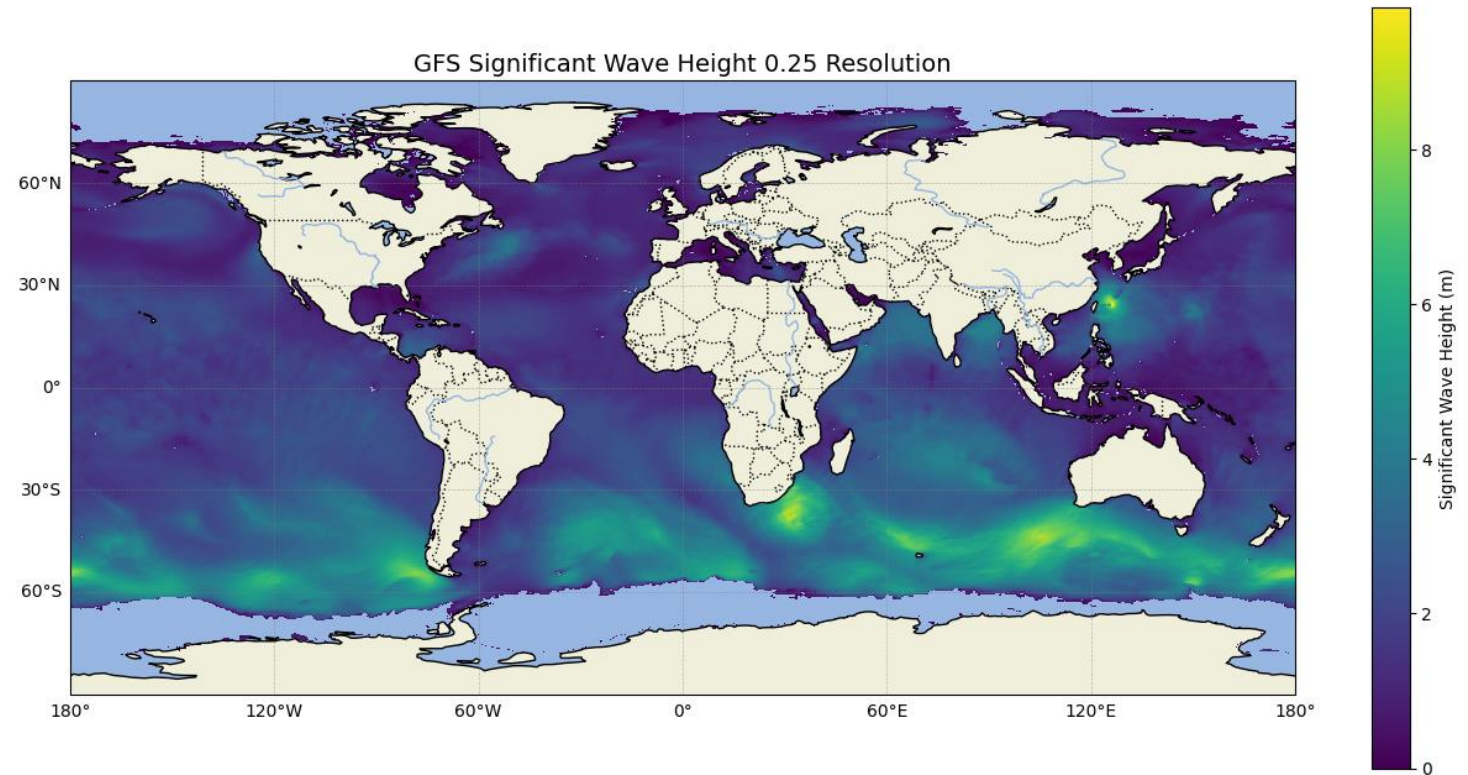 GFS Significant Wave Height 0.25 Resolution
60°N
30°N
0°
30°S
60°S
180°
120°W
60°W
0°
60°E
120°E
180°
8
6
4
2
0
Significant Wave Height (m)